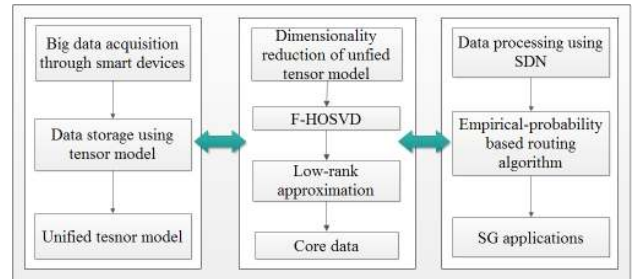 Big data acquisition
through smart devices
Data storage using
tensor model
Unified tesnor model
Dimensionality
reduction of unfied
tensor model
F-HOSVD
Low-rank
approximation
Core data
Data processing using
SDN
Empirical-probability
based routing
algorithm
SG applications